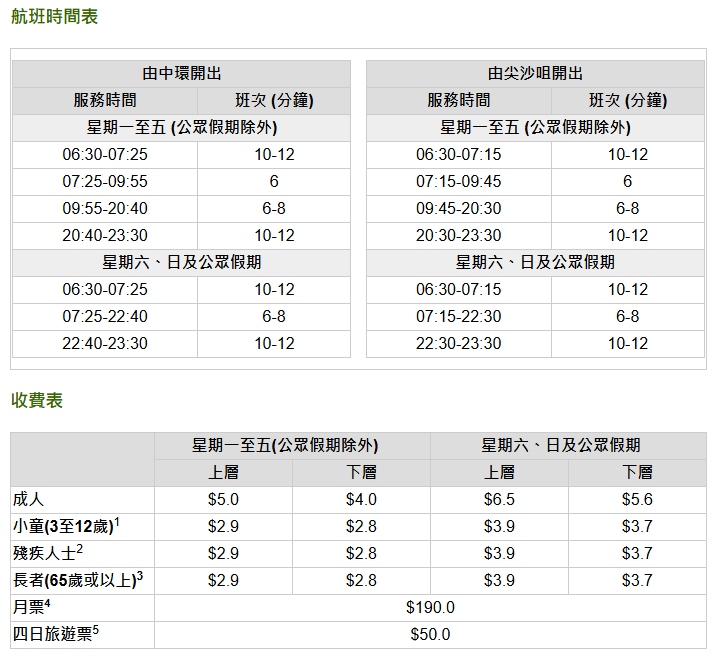 航班時間表
由中環開出
服務時間 班次 (分鐘)
星期一至五 (公眾假期除外)
06:30-07:25 10-12
07:25-09:55 6
09:55-20:40 6-8
20:40-23:30 10-12
星期六、日及公眾假期
06:30-07:25 10-12
07:25-22:40 6-8
22:40-23:30 10-12
由尖沙咀開出
服務時間 班次 (分鐘)
星期一至五 (公眾假期除外)
06:30-07:15 10-12
07:15-09:45 6
09:45-20:30 6-8
20:30-23:30 10-12
星期六、日及公眾假期
06:30-07:15 10-12
07:15-22:30 6-8
22:30-23:30 10-12
收費表
星期一至五(公眾假期除外) 星期六、日及公眾假期
上層 下層 上層 下層
成人 $5.0 $4.0 $6.5 $5.6
小童(3至12歲)1 $2.9 $2.8 $3.9 $3.7
殘疾人士2 $2.9 $2.8 $3.9 $3.7
長者(65歲或以上)3 $2.9 $2.8 $3.9 $3.7
月票4 $190.0
四日旅遊票5 $50.0